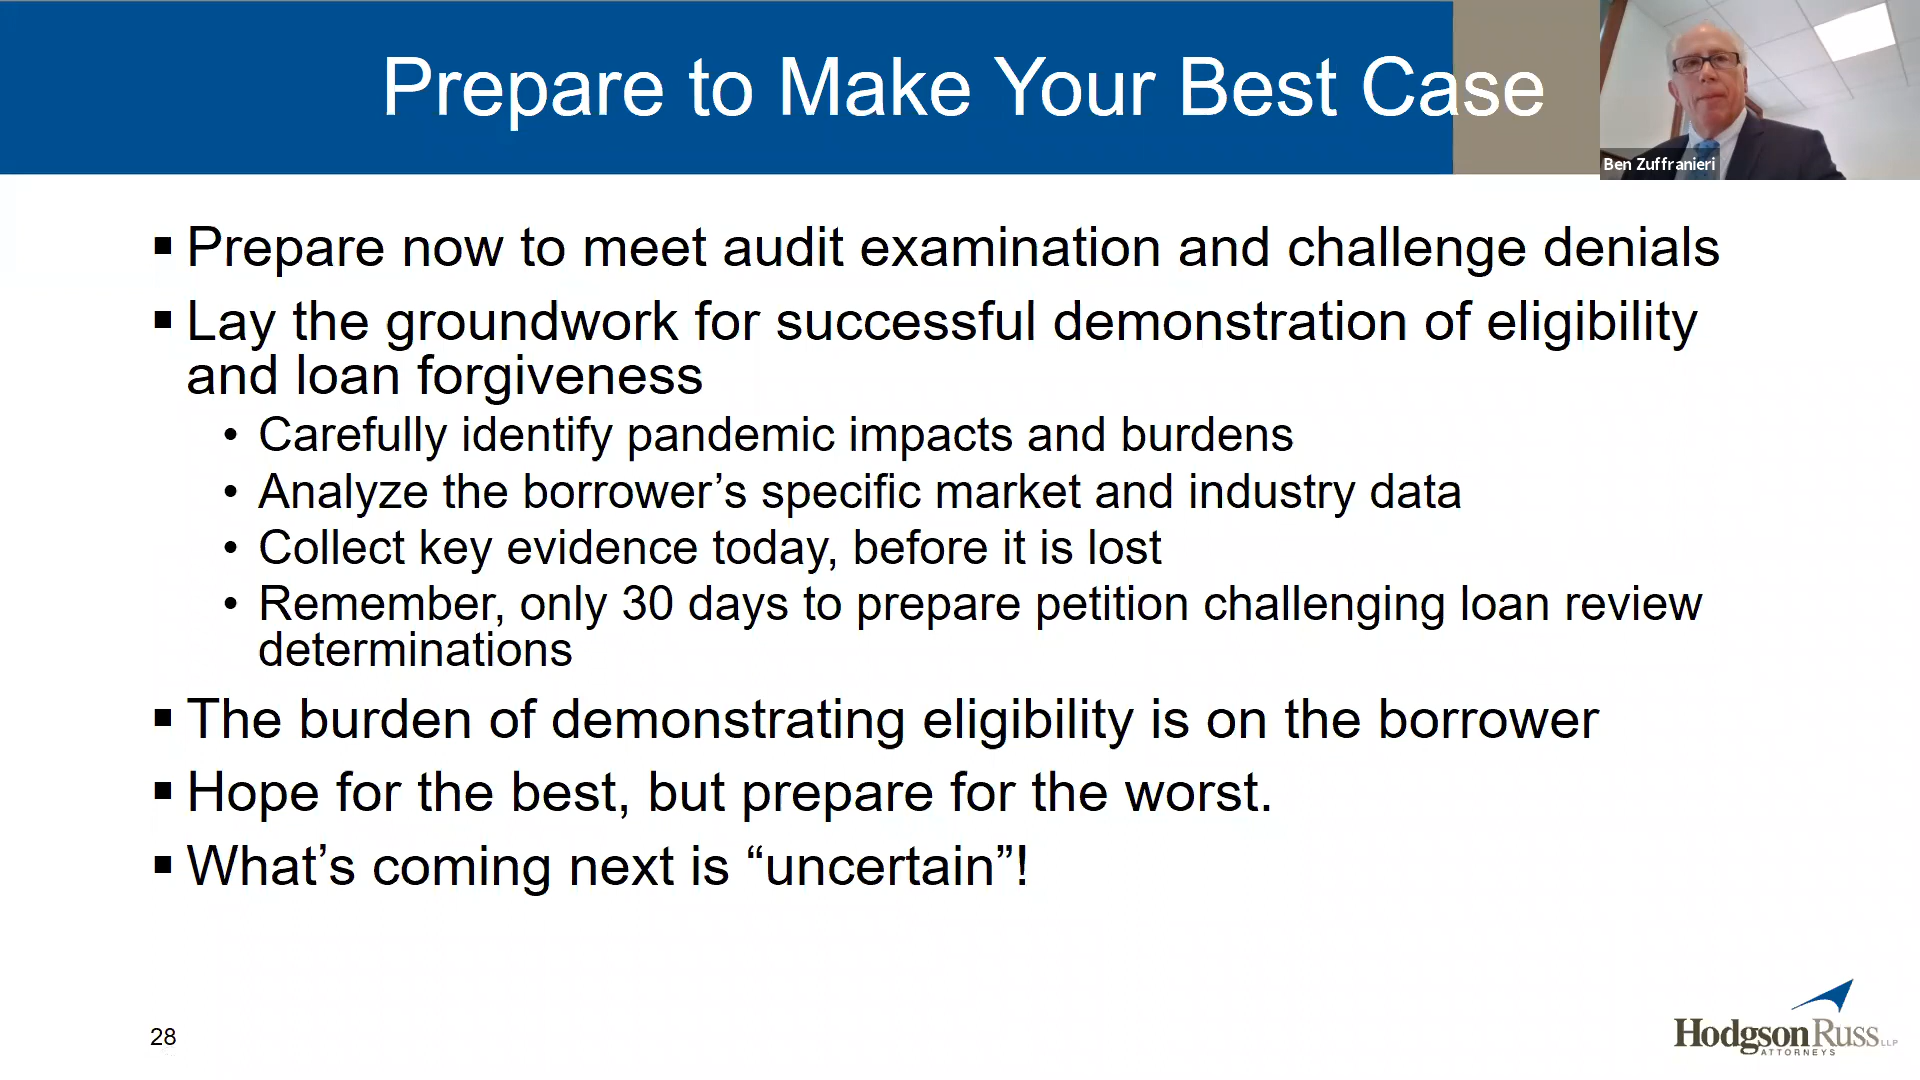 Prepare to Make Your Best Case
Ben Zuffranieri
▪ Prepare now to meet audit examination and challenge denials
▪ Lay the groundwork for successful demonstration of eligibility
and loan forgiveness
• Carefully identify pandemic impacts and burdens
• Analyze the borrower’s specific market and industry data
• Collect key evidence today, before it is lost
• Remember, only 30 days to prepare petition challenging loan review
determinations
▪ The burden of demonstrating eligibility is on the borrower
▪ Hope for the best, but prepare for the worst.
▪ What’s coming next is “uncertain”!
28
HodgsonRuss LLP
ATTORNEYS